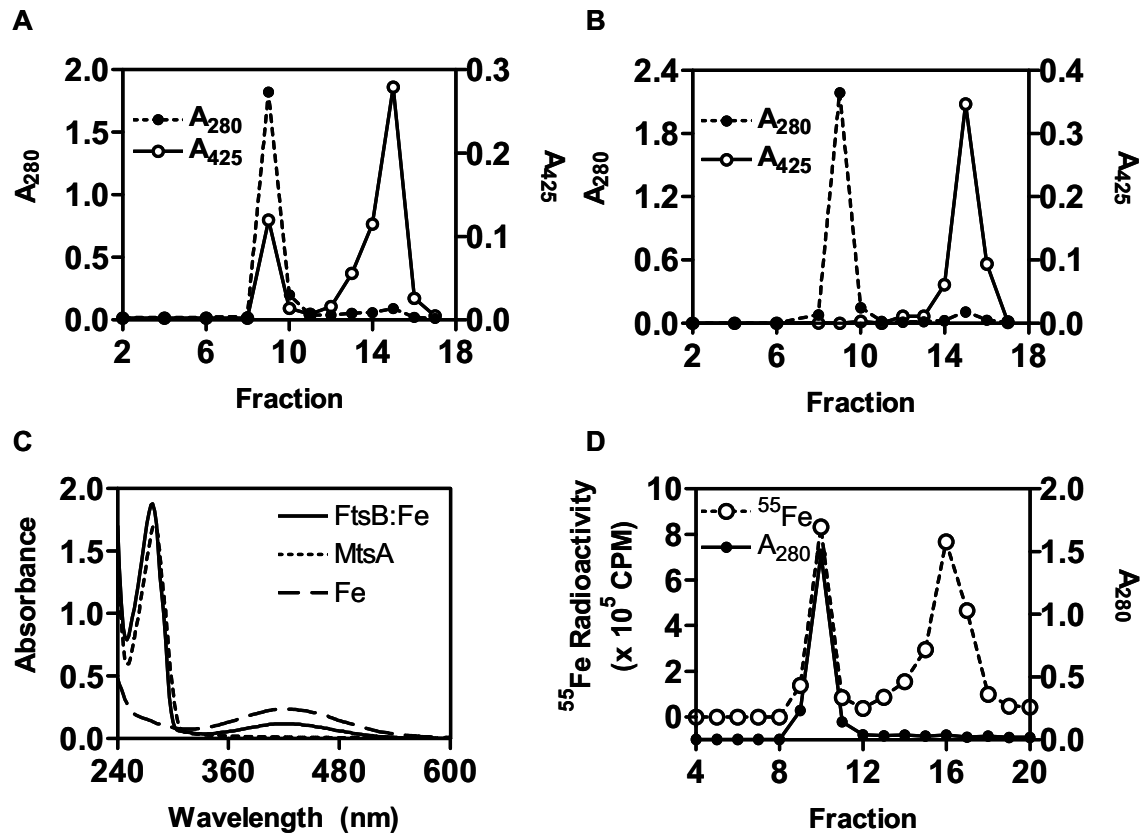 A
A280
2.0
1.5
1.0
0.5
0.0
A280
A425
0.3
0.2
0.1
0.0
A425
2 6 10 14 18
Fraction
B
A280
2.4
1.8
1.2
0.6
0.0
A280
A425
0.4
0.3
0.2
0.1
0.0
A425
2 6 10 14 18
Fraction
C
Absorbance
2.0
1.5
1.0
0.5
0.0
FtsB:Fe
MtsA
Fe
240 360 480 600
Wavelength (nm)
D
55Fe Radioactivity
(x 10^5 CPM)
10
8
6
4
2
0
55Fe
A280
2.0
1.5
1.0
0.5
0.0
A280
4 8 12 16 20
Fraction